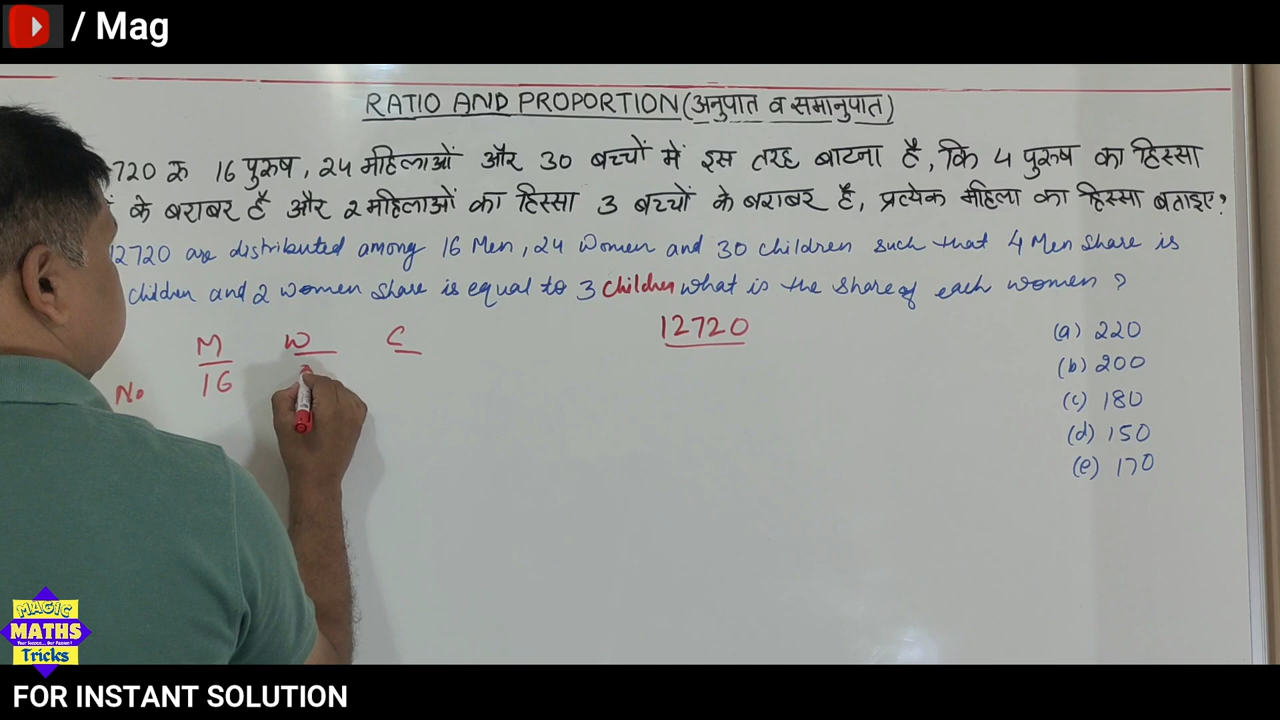 / Mag
RATIO AND PROPORTION (अनुपात व समानुपात)
720 रु 16 पुरुष, 24 महिलाओं और 30 बच्चों में इस तरह बाटना है, कि 4 पुरुष का हिस्सा
के बराबर है और 2 महिलाओं का हिस्सा 3 बच्चों के बराबर है, प्रत्येक महिला का हिस्सा बताइए?
12720 are distributed among 16 Men, 24 women and 30 children such that 4 Men share is
children and 2 women share is equal to 3 children what is the share of each women ?
M W C
12720
No 16
(a) 220
(b) 200
(c) 180
(d) 150
(e) 170
MAGIC
MATHS
Tricks
FOR INSTANT SOLUTION